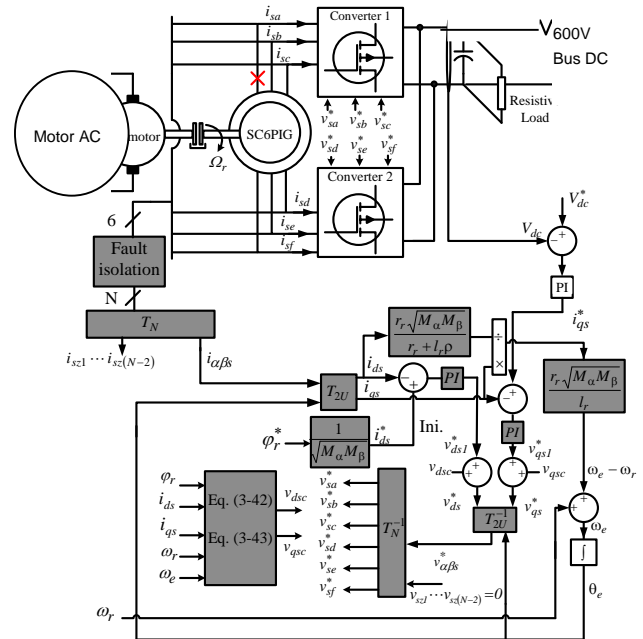 i_sa
i_sb
i_sc
Converter 1
600V
Bus DC
Resistive
Load
Motor AC
motor
SC6PIG
Ω_r
v*_sa v*_sb v*_sc
v*_sd v*_se v*_sf
Converter 2
i_sd
i_se
i_sf
6
Fault
isolation
N
T_N
i_sz1 ⋯ i_sz(N-2)
i_αβs
V*_dc
V_dc
- +
PI
i*_qs
r_r √(M_α M_β)
r_r + l_r ρ
÷
×
r_r √(M_α M_β)
l_r
i_ds
i_qs
T_2U
- +
PI
- +
PI
φ*_r
1
√(M_α M_β)
i*_ds
Ini.
v*_ds1
v*_qs1
v_dsc
+ +
+ +
v_qsc
v*_ds
v*_qs
ω_e − ω_r
+ +
ω_e
∫
θ_e
φ_r
i_ds
i_qs
ω_r
ω_e
Eq. (3-42)
Eq. (3-43)
v_dsc
v_qsc
v*_sa
v*_sb
v*_sc
v*_sd
v*_se
v*_sf
T_N^-1
T_2U^-1
v*_αβs
v_sz1 ⋯ v_sz(N-2) =0
ω_r